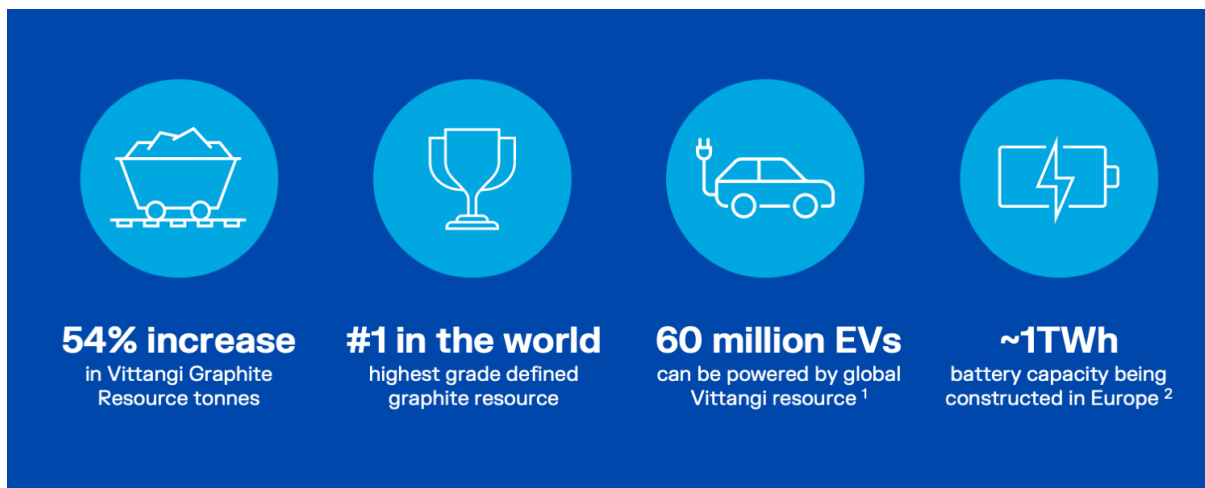 54% increase
in Vittangi Graphite
Resource tonnes
#1 in the world
highest grade defined
graphite resource
60 million EVs
can be powered by global
Vittangi resource 1
~1TWh
battery capacity being
constructed in Europe 2